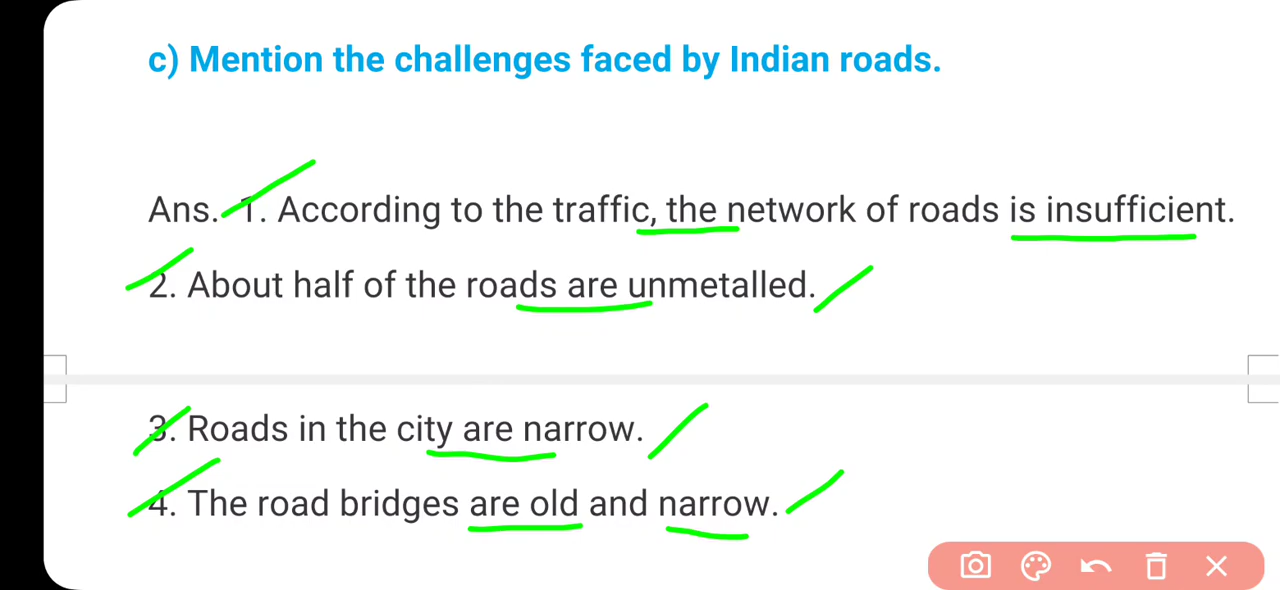 c) Mention the challenges faced by Indian roads.
Ans. 1. According to the traffic, the network of roads is insufficient.
2. About half of the roads are unmetalled.
3. Roads in the city are narrow.
4. The road bridges are old and narrow.